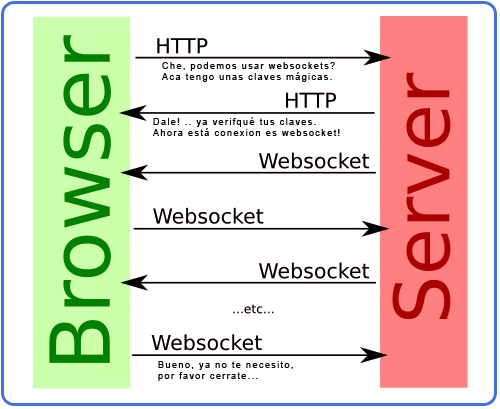 Browser
Server
HTTP
Che, podemos usar websockets?
Aca tengo unas claves mágicas.
HTTP
Dale! .. ya verifqué tus claves.
Ahora está conexion es websocket!
Websocket
Websocket
Websocket
...etc...
Websocket
Bueno, ya no te necesito,
por favor cerrate...